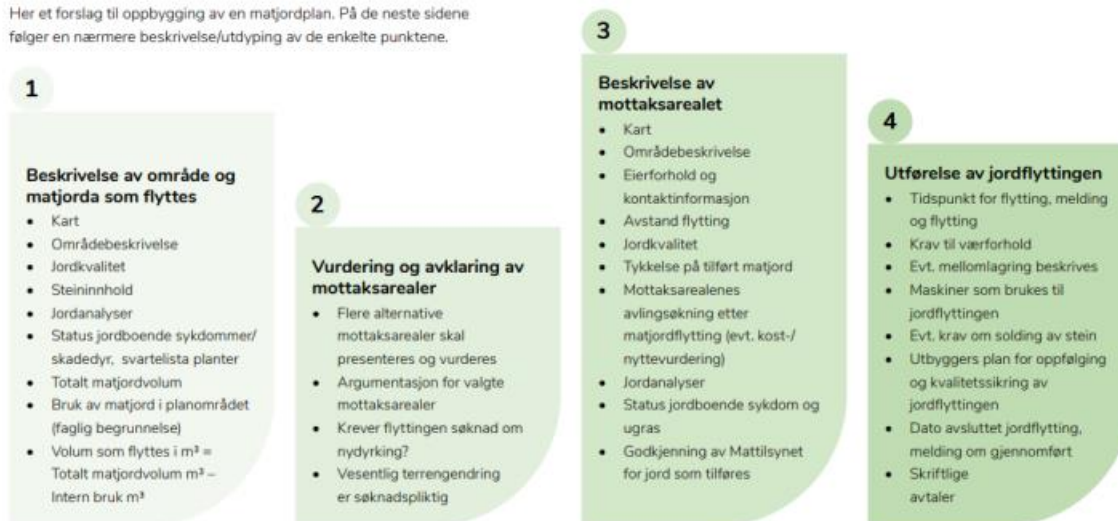 Her et forslag til oppbygging av en matjordplan. På de neste sidene
følger en nærmere beskrivelse/utdyping av de enkelte punktene.
1
Beskrivelse av område og
matjorda som flyttes
• Kart
• Områdebeskrivelse
• Jordkvalitet
• Steininnhold
• Jordanalyser
• Status jordboende sykdommer/
skadedyr, svartelista planter
• Totalt matjordvolum
• Bruk av matjord i planområdet
(faglig begrunnelse)
• Volum som flyttes i m³ =
Totalt matjordvolum m³ –
Intern bruk m³
2
Vurdering og avklaring av
mottaksarealer
• Flere alternative
mottaksarealer skal
presenteres og vurderes
• Argumentasjon for valgte
mottaksarealer
• Krever flyttingen søknad om
nydyrking?
• Vesentlig terrengendring
er søknadspliktig
3
Beskrivelse av
mottaksarealet
• Kart
• Områdebeskrivelse
• Eierforhold og
kontaktinformasjon
• Avstand flytting
• Jordkvalitet
• Tykkelse på tilført matjord
• Mottaksarealenes
avlingsøkning etter
matjordflytting (evt. kost-/
nyttevurdering)
• Jordanalyser
• Status jordboende sykdom og
ugras
• Godkjenning av Mattilsynet
for jord som tilføres
4
Utførelse av jordflyttingen
• Tidspunkt for flytting, melding
og flytting
• Krav til værforhold
• Evt. mellomlagring beskrives
• Maskiner som brukes til
jordflyttingen
• Evt. krav om solding av stein
• Utbyggers plan for oppfølging
og kvalitetssikring av
jordflyttingen
• Dato avsluttet jordflytting,
melding om gjennomført
• Skriftlige
avtaler